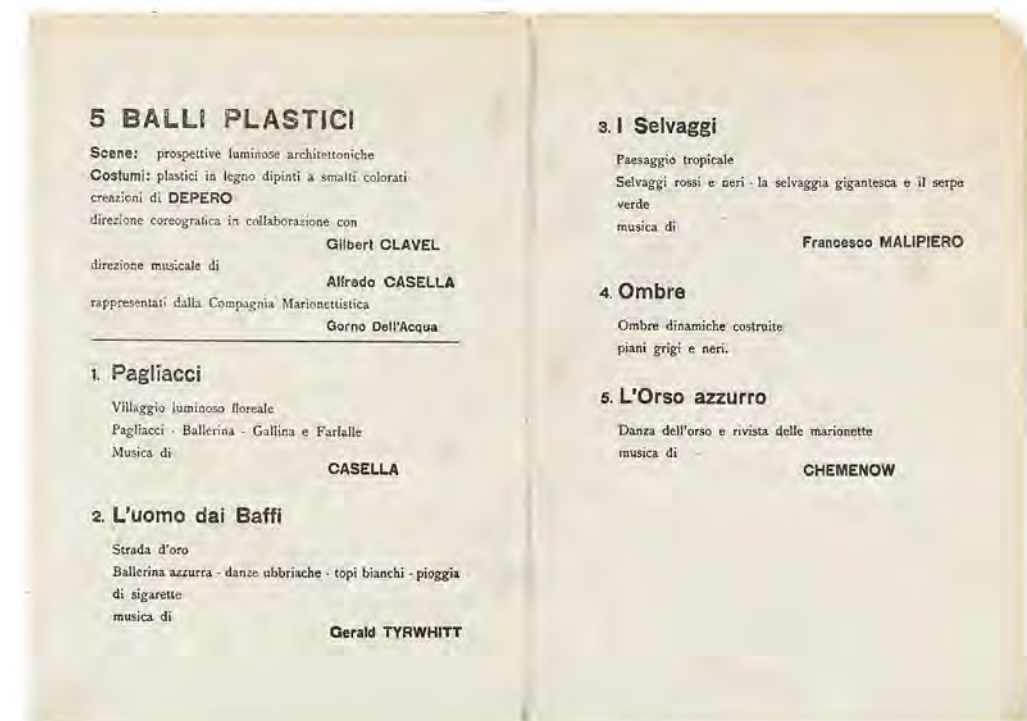 5 BALLI PLASTICI
Scene: prospettive luminose architettoniche
Costumi: plastici in legno dipinti a smalti colorati
creazioni di DEPERO
direzione coreografica in collaborazione con
Gilbert CLAVEL
direzione musicale di
Alfredo CASELLA
rappresentati dalla Compagnia Marionettistica
Gorno Dell'Acqua
1. Pagliacci
Villaggio luminoso floreale
Pagliacci - Ballerina - Gallina e Farfalle
Musica di
CASELLA
2. L'uomo dai Baffi
Strada d'oro
Ballerina azzurra - danze ubbriache - topi bianchi - pioggia
di sigarette
musica di
Gerald TYRWHITT
3. I Selvaggi
Paesaggio tropicale
Selvaggi rossi e neri - la selvaggia gigantesca e il serpe
verde
musica di
Francesco MALIPIERO
4. Ombre
Ombre dinamiche costruite
piani grigi e neri.
5. L'Orso azzurro
Danza dell'orso e rivista delle marionette
musica di
CHEMENOW